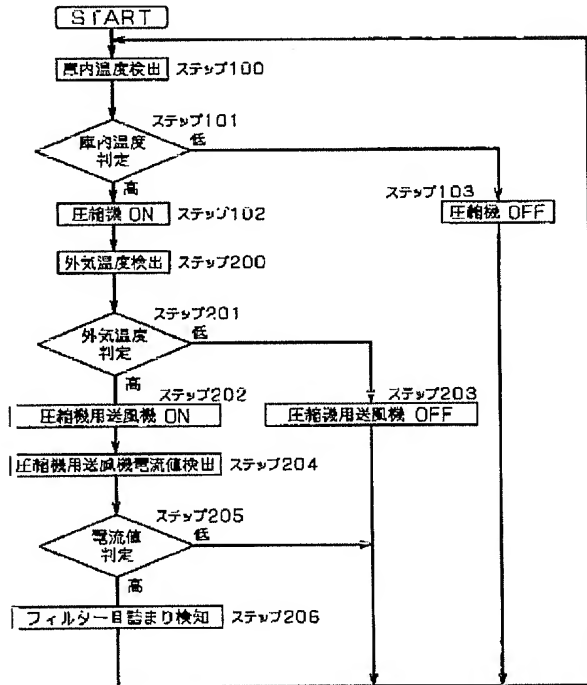 START
庫内温度検出 ステップ100
ステップ101
庫内温度
判定
低
高
圧縮機 ON ステップ102
ステップ103
圧縮機 OFF
外気温度検出 ステップ200
ステップ201
外気温度
判定
低
高
ステップ202
圧縮機用送風機 ON
ステップ203
圧縮機用送風機 OFF
圧縮機用送風機電流値検出 ステップ204
ステップ205
電流値
判定
低
高
フィルター目詰まり検知 ステップ206